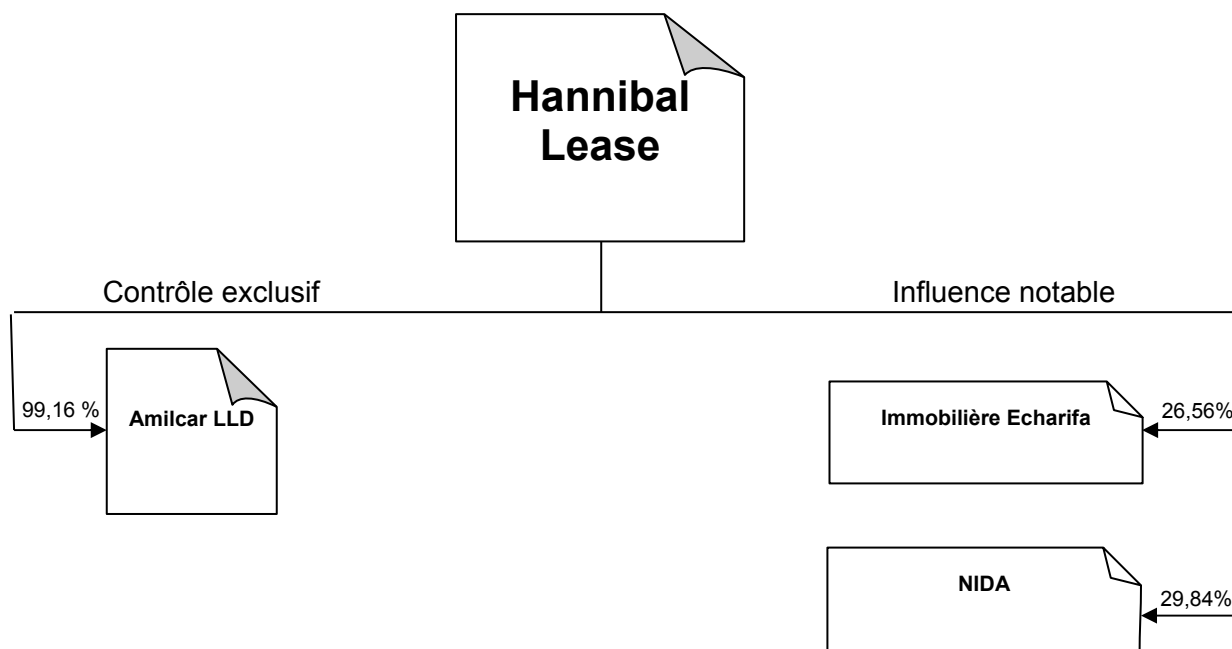 Hannibal
Lease
Contrôle exclusif
Influence notable
99,16 %
Amilcar LLD
Immobilière Echarifa
26,56%
NIDA
29,84%